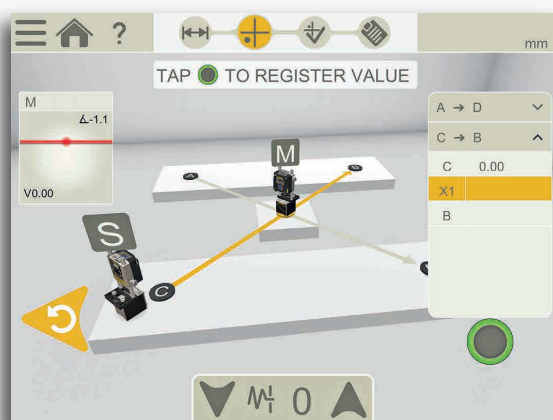 ?
mm
TAP TO REGISTER VALUE
M
∡-1.1
V0.00
A → D
C → B
C 0.00
X1
B
M
S
A
B
C
0